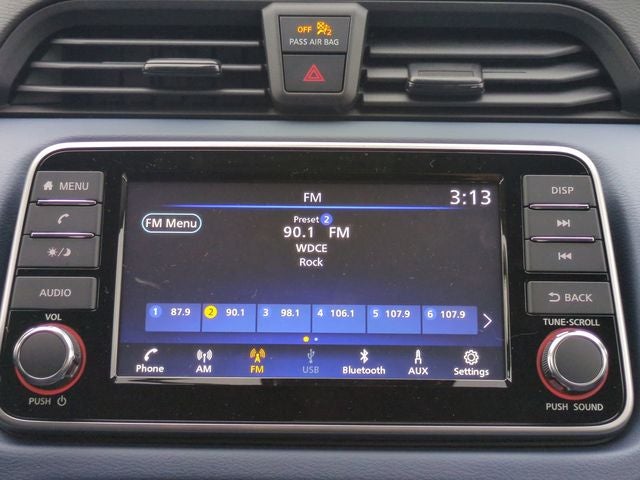 OFF 2
PASS AIR BAG
MENU
FM
3:13
DISP
FM Menu
Preset 2
90.1 FM
WDCE
Rock
AUDIO
BACK
VOL
TUNE·SCROLL
1 87.9
2 90.1
3 98.1
4 106.1
5 107.9
6 107.9
Phone
AM
FM
USB
Bluetooth
AUX
Settings
PUSH
PUSH SOUND